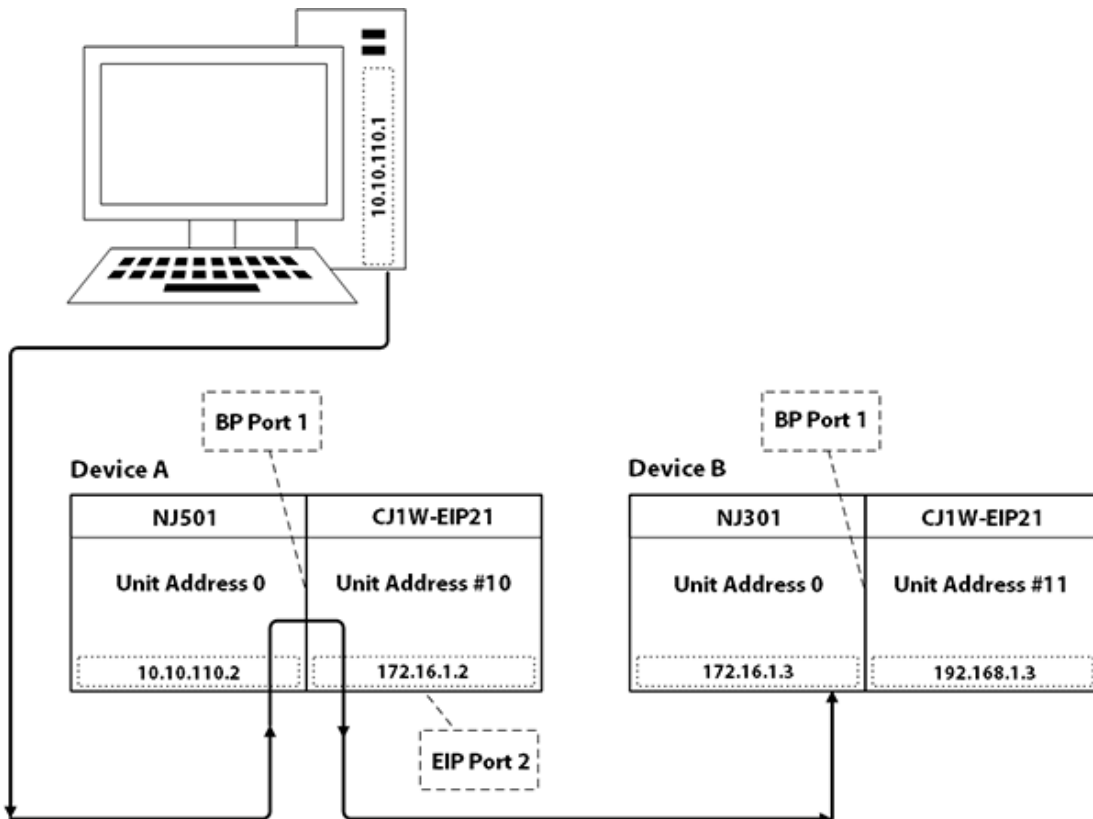 10.10.110.1
BP Port 1
BP Port 1
Device A
Device B
NJ501
CJ1W-EIP21
NJ301
CJ1W-EIP21
Unit Address 0
Unit Address #10
Unit Address 0
Unit Address #11
10.10.110.2
172.16.1.2
172.16.1.3
192.168.1.3
EIP Port 2